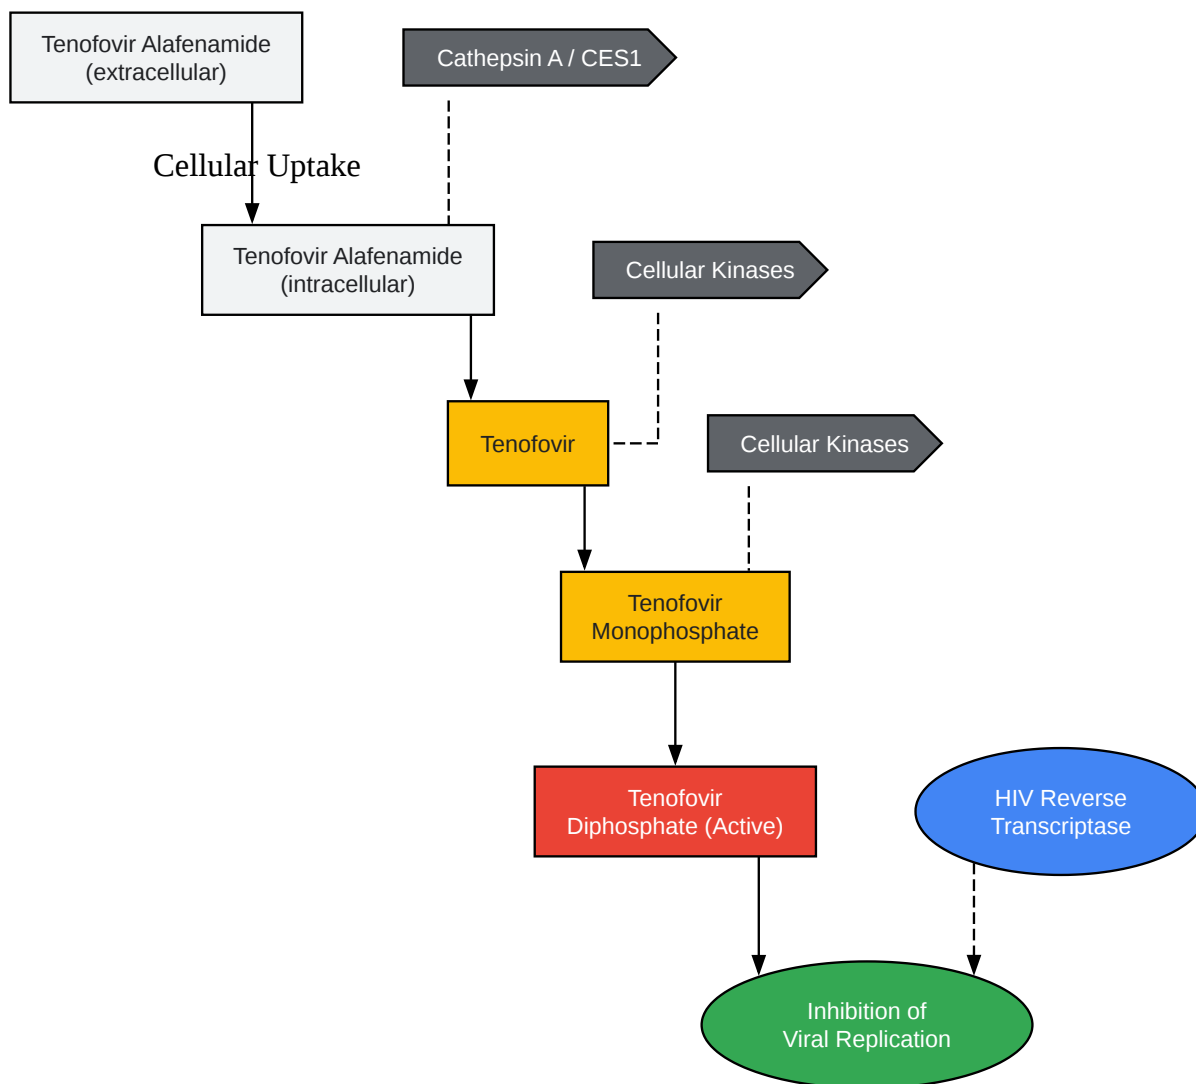 Tenofovir Alafenamide
(extracellular)
Cathepsin A / CES1
Cellular Uptake
Tenofovir Alafenamide
(intracellular)
Cellular Kinases
Tenofovir
Cellular Kinases
Tenofovir
Monophosphate
Tenofovir
Diphosphate (Active)
HIV Reverse
Transcriptase
Inhibition of
Viral Replication